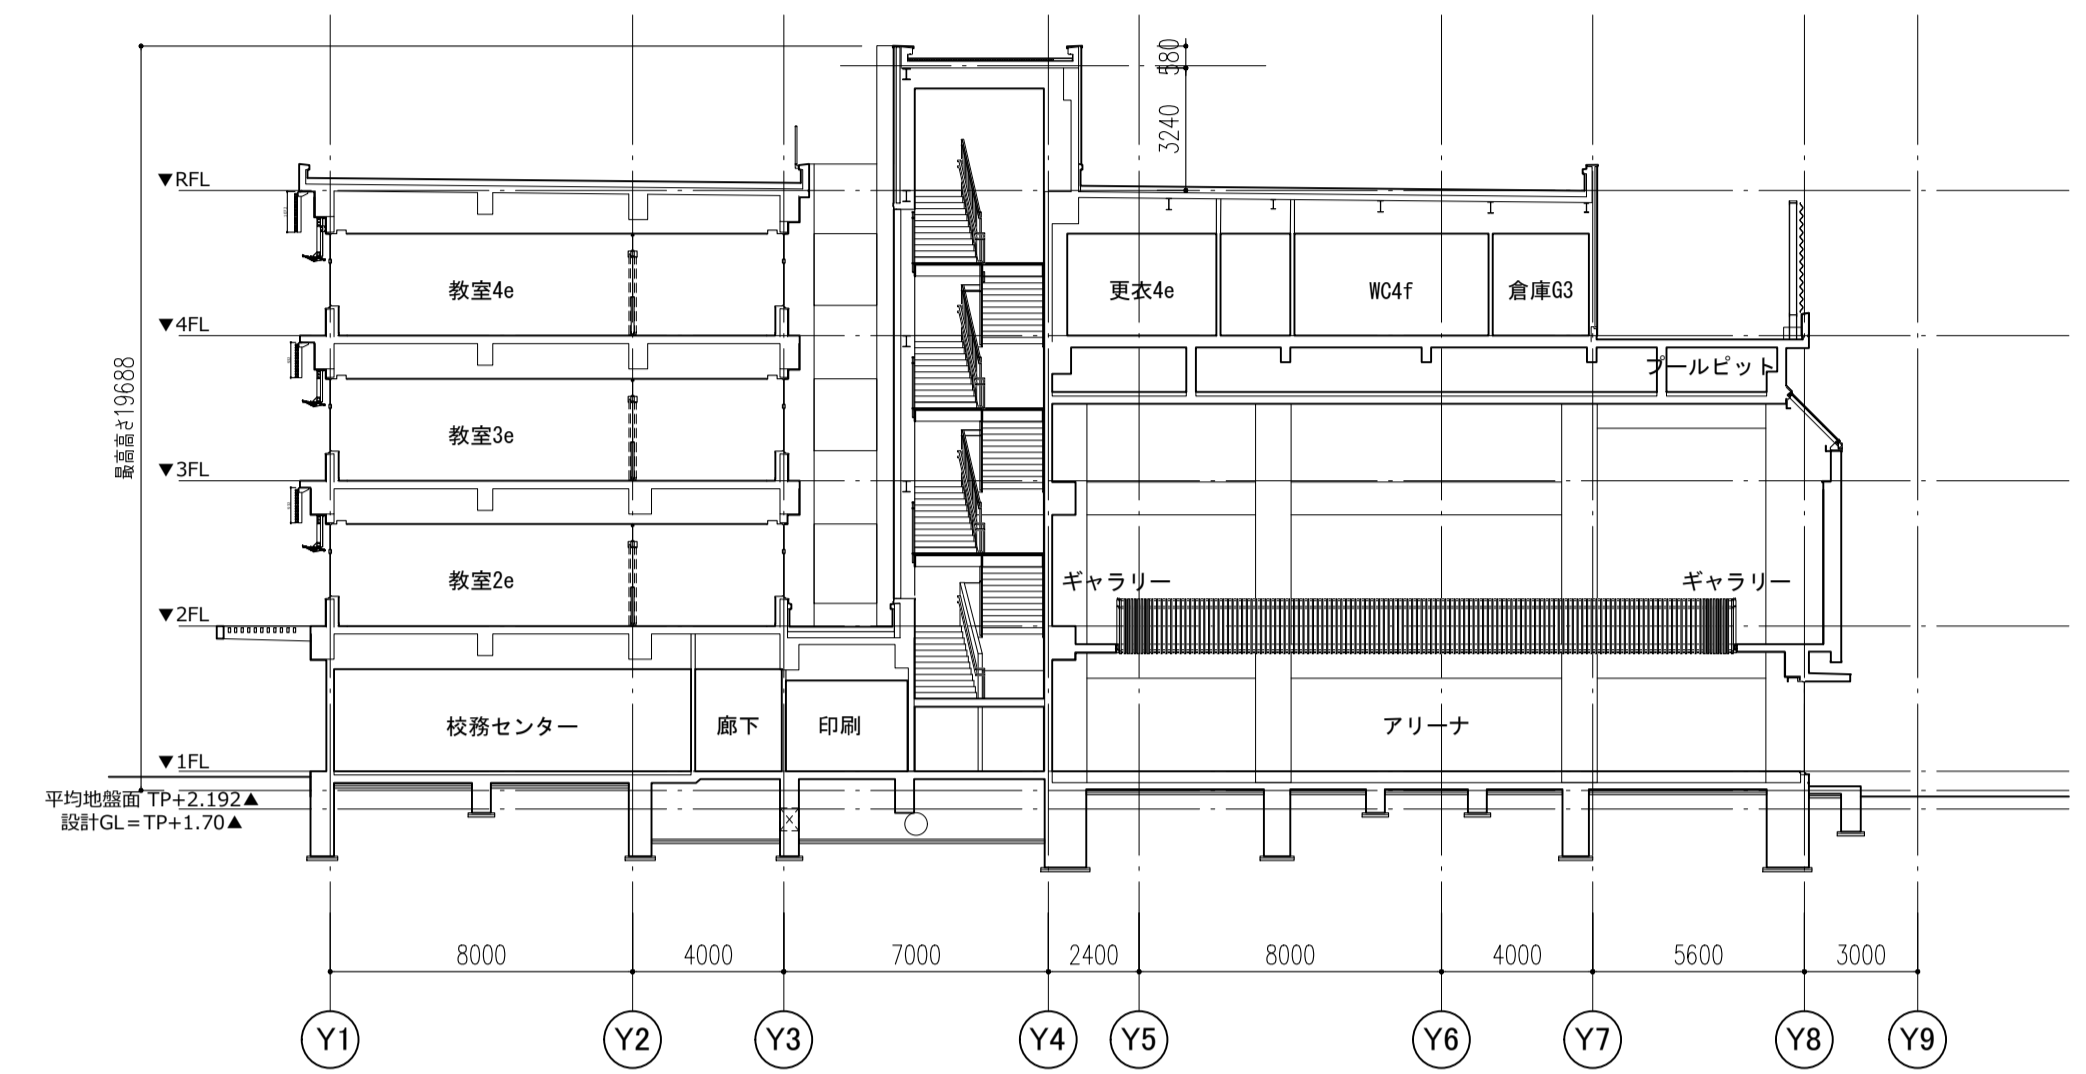 580
3240
▼RFL
教室4e
更衣4e
WC4f
倉庫G3
▼4FL
プールピット
最高高さ19688
教室3e
▼3FL
教室2e
ギャラリー
ギャラリー
▼2FL
校務センター
廊下
印刷
アリーナ
▼1FL
平均地盤面 TP+2.192▲
設計GL=TP+1.70▲
8000
4000
7000
2400
8000
4000
5600
3000
Y1
Y2
Y3
Y4
Y5
Y6
Y7
Y8
Y9